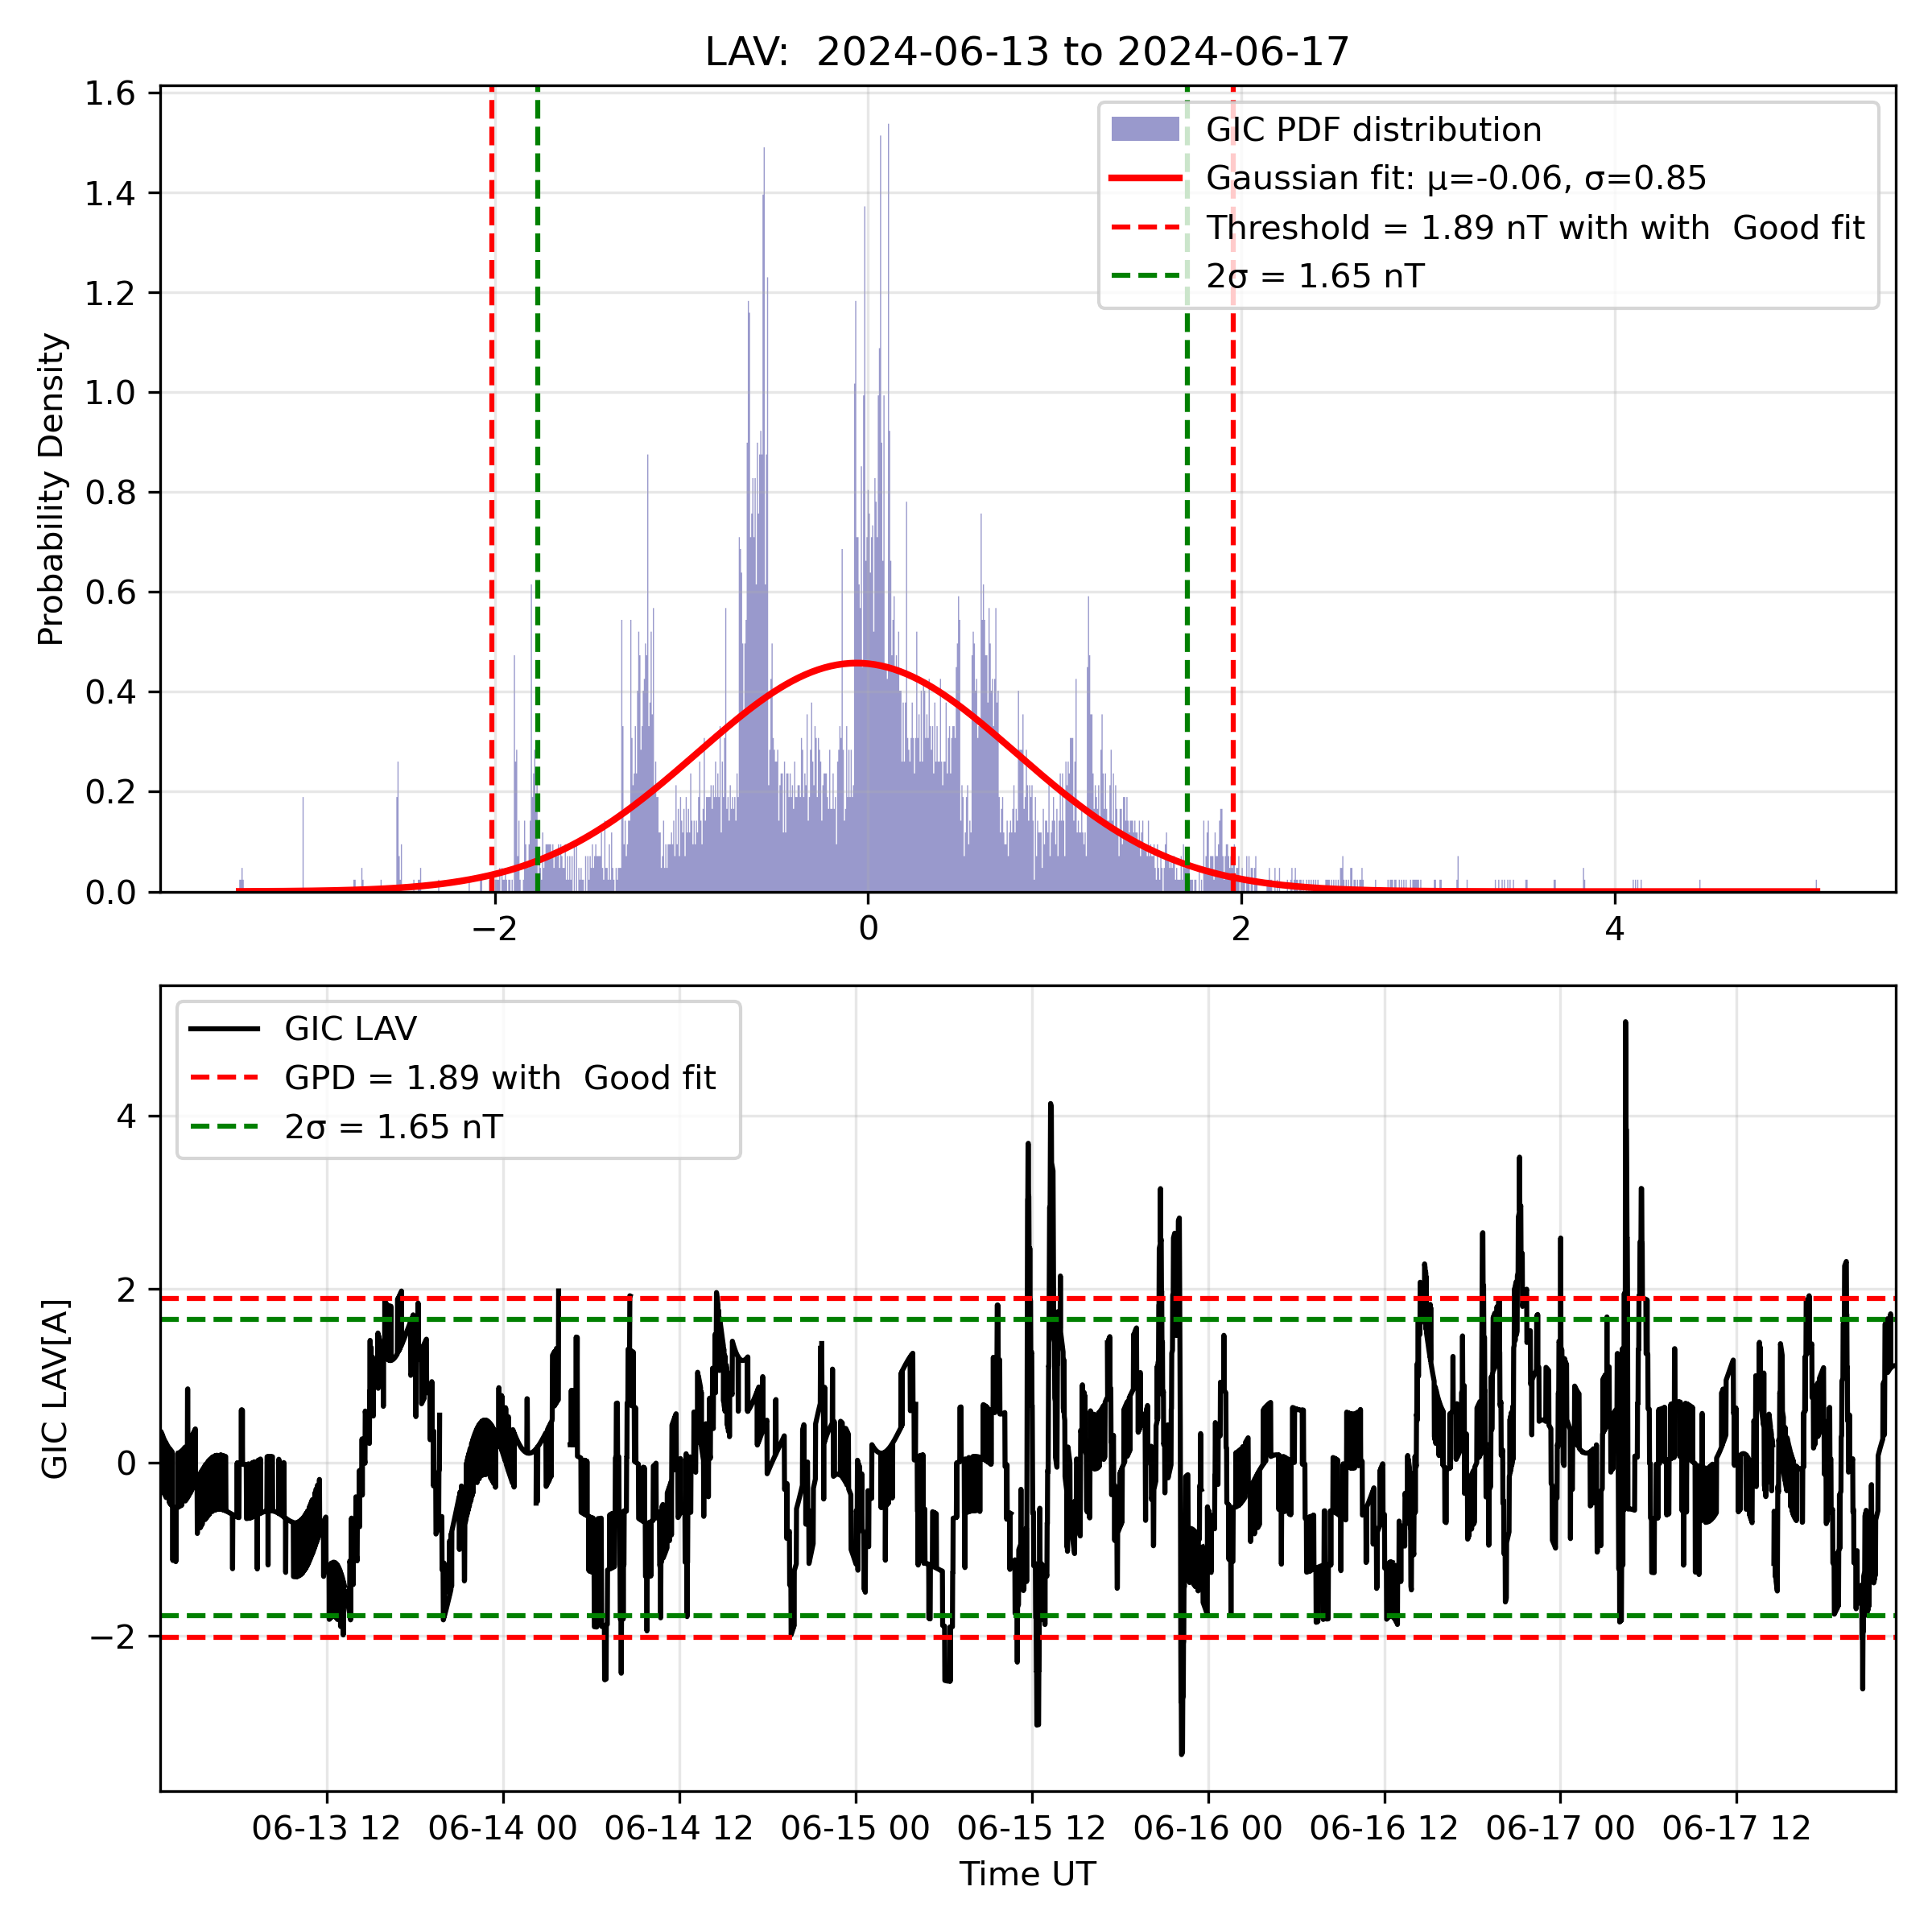 LAV:  2024-06-13 to 2024-06-17
Probability Density
1.6
1.4
1.2
1.0
0.8
0.6
0.4
0.2
0.0
GIC PDF distribution
Gaussian fit: μ=-0.06, σ=0.85
Threshold = 1.89 nT with with  Good fit
2σ = 1.65 nT
−2 0 2 4
GIC LAV[A]
4
2
0
−2
GIC LAV
GPD = 1.89 with  Good fit
2σ = 1.65 nT
06-13 12 06-14 00 06-14 12 06-15 00 06-15 12 06-16 00 06-16 12 06-17 00 06-17 12
Time UT